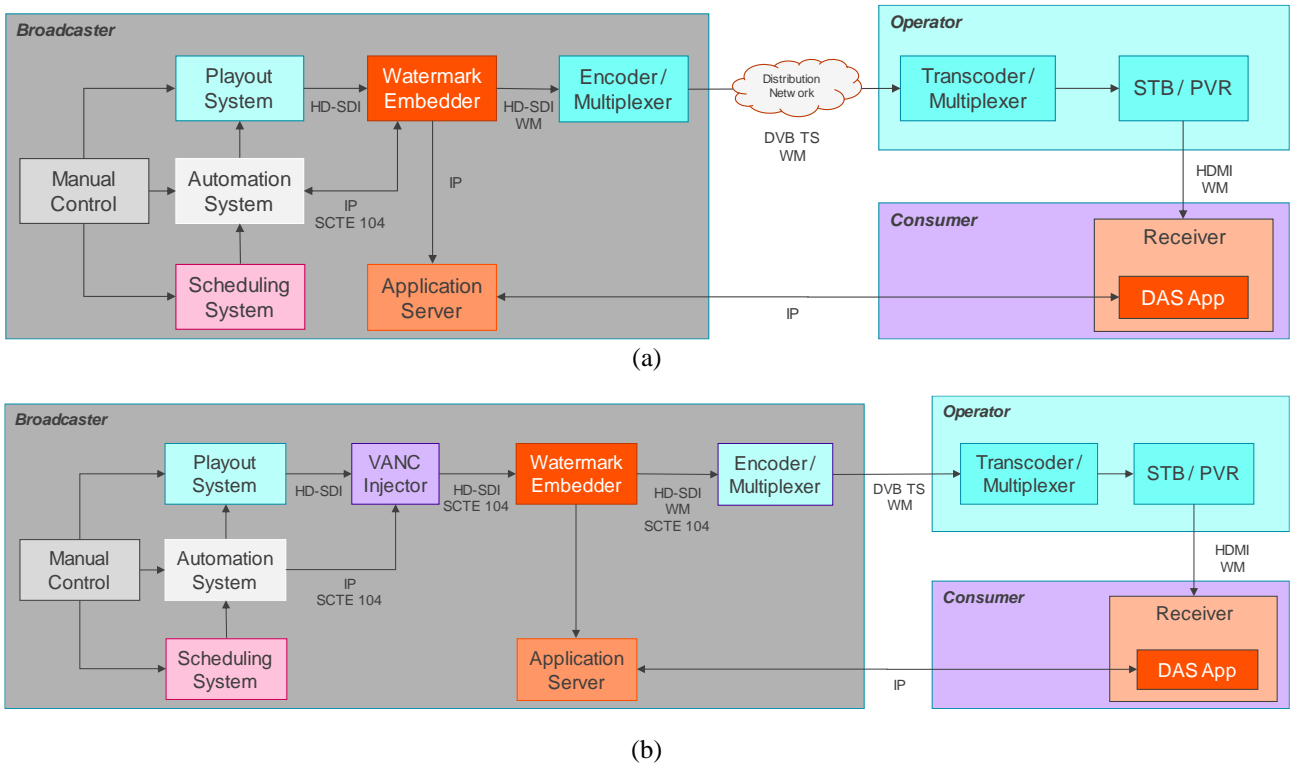 Broadcaster
Operator
Playout
System
HD-SDI
Watermark
Embedder
HD-SDI
WM
Encoder /
Multiplexer
Distribution
Network
DVB TS
WM
Transcoder /
Multiplexer
STB / PVR
HDMI
WM
Manual
Control
Automation
System
IP
SCTE 104
IP
Consumer
Receiver
DAS App
Scheduling
System
Application
Server
IP
(a)
Broadcaster
Operator
Playout
System
HD-SDI
VANC
Injector
HD-SDI
SCTE 104
Watermark
Embedder
HD-SDI
WM
SCTE 104
Encoder /
Multiplexer
DVB TS
WM
Transcoder /
Multiplexer
STB / PVR
HDMI
WM
Manual
Control
Automation
System
IP
SCTE 104
Consumer
Receiver
DAS App
Scheduling
System
Application
Server
IP
(b)